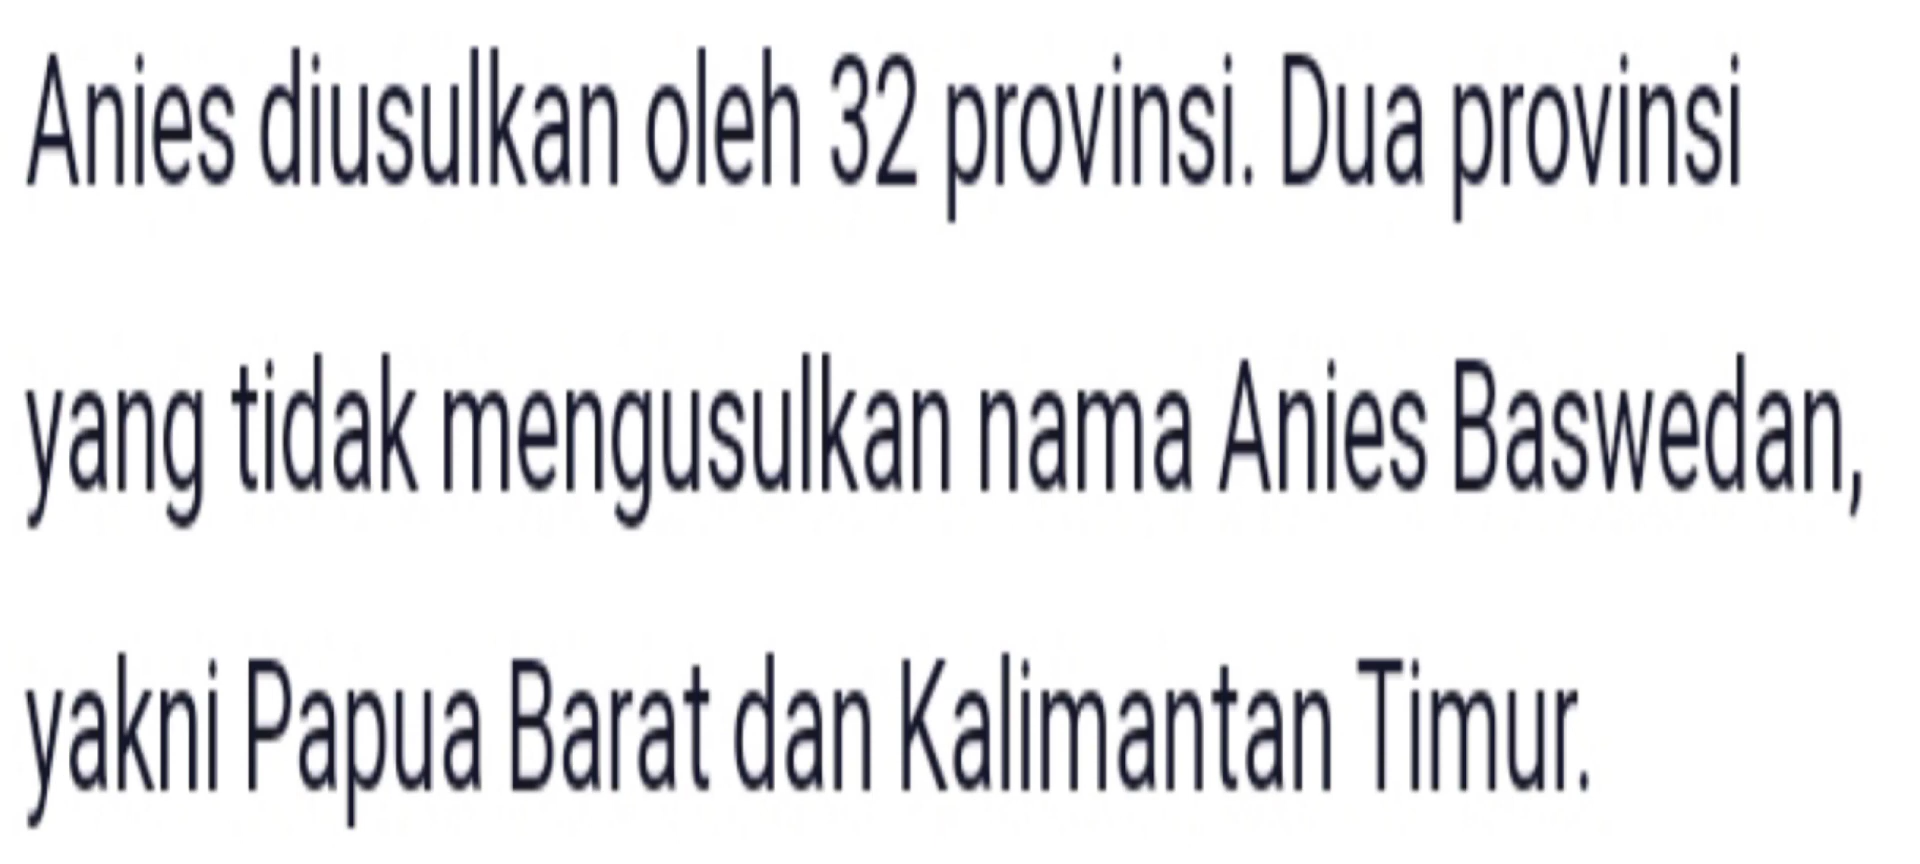 Anies diusulkan oleh 32 provinsi. Dua provinsi
yang tidak mengusulkan nama Anies Baswedan,
yakni Papua Barat dan Kalimantan Timur.